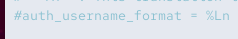 #auth_username_format = %Ln